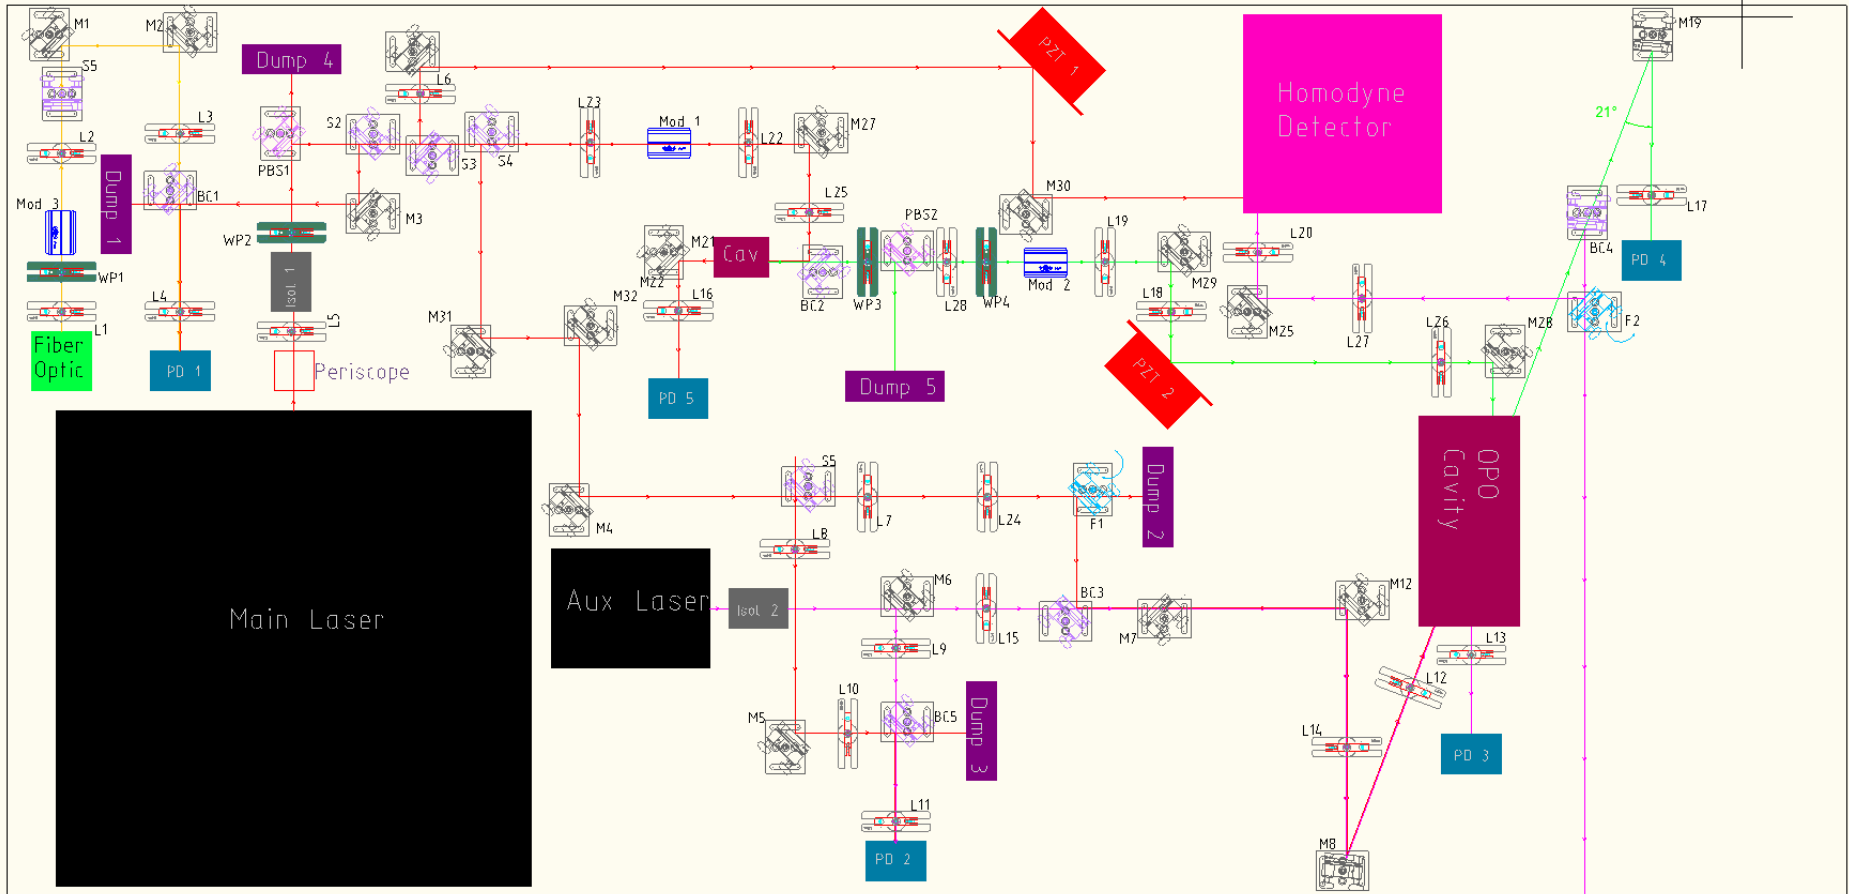 M1
M2
M19
Dump 4
PZT 1
Homodyne
Detector
S5
L6
L2
L3
S2
L23
Mod 1
L22
M27
21°
PBS1
S3
S4
Dump 1
BC1
Mod 3
M3
L25
PBS2
M30
L17
WP2
L19
L20
BC4
WP1
Isol 1
M21
Cav
M22
BC2
WP3
L28
WP4
Mod 2
M29
PD 4
L4
L16
M32
L18
M25
L27
L26
M28
F2
L1
L5
M31
Fiber
Optic
PD 1
Periscope
PD 5
Dump 5
PZT 2
OPO
Cavity
S5
L7
L24
F1
Dump 2
M4
L8
Aux Laser
Isol 2
M6
L15
BC3
M7
M12
Main Laser
L9
L13
L12
M5
L10
BC5
Dump 3
L14
PD 3
L11
PD 2
M8